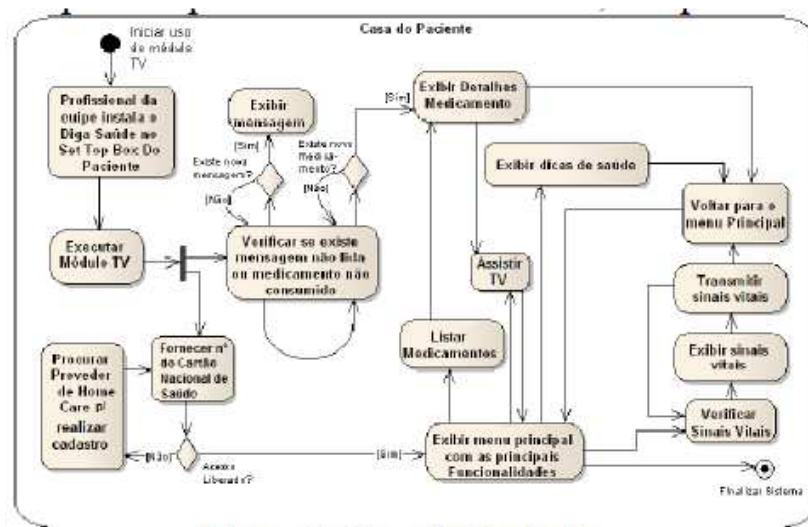 Casa do Paciente
Iniciar uso
de módulo
TV
Profissional da
equipe instala o
Diga Saúde no
Set Top Box Do
Paciente
Executar
Módulo TV
Exibir
mensagem
[Sim]
Existe nova
mensagem?
[Não]
Existe novo
medica-
mento?
[Não]
[Sim]
Verificar se existe
mensagem não lida
ou medicamento não
consumido
Exibir Detalhes
Medicamento
Exibir dicas de saúde
Voltar para o
menu Principal
Assistir
TV
Transmitir
sinais vitais
Listar
Medicamentos
Exibir sinais
vitais
Verificar
Sinais Vitais
Procurar
Proveder
de Home
Care p/
realizar
cadastro
Fornecer nº
do Cartão
Nacional de
Saúde
[Não]
Acesso
Liberado?
[Sim]
Exibir menu principal
com as principais
Funcionalidades
Finalizar Sistema